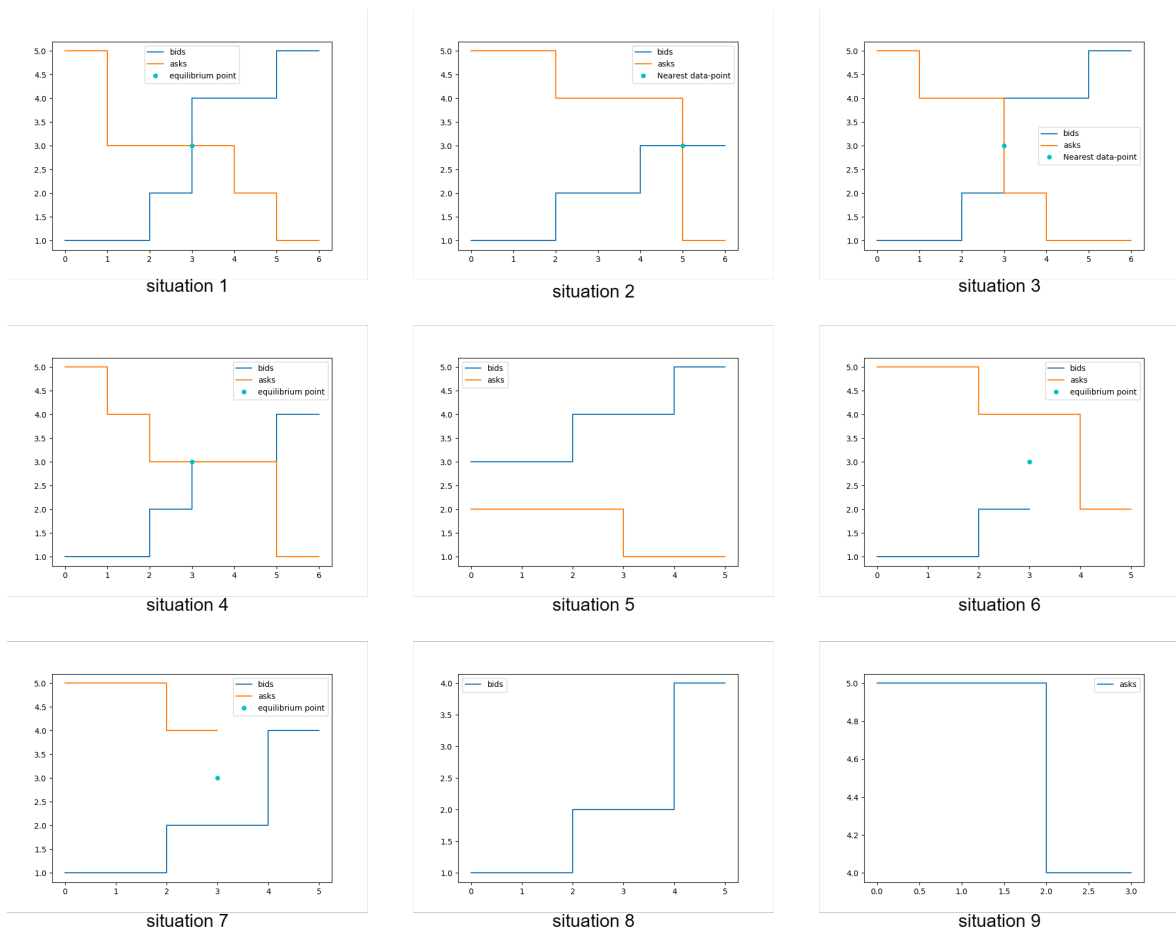 5.0
4.5
4.0
3.5
3.0
2.5
2.0
1.5
1.0
0 1 2 3 4 5 6
bids
asks
equilibrium point
situation 1
5.0
4.5
4.0
3.5
3.0
2.5
2.0
1.5
1.0
0 1 2 3 4 5 6
bids
asks
Nearest data-point
situation 2
5.0
4.5
4.0
3.5
3.0
2.5
2.0
1.5
1.0
0 1 2 3 4 5 6
bids
asks
Nearest data-point
situation 3
5.0
4.5
4.0
3.5
3.0
2.5
2.0
1.5
1.0
0 1 2 3 4 5 6
bids
asks
equilibrium point
situation 4
5.0
4.5
4.0
3.5
3.0
2.5
2.0
1.5
1.0
0 1 2 3 4 5
bids
asks
situation 5
5.0
4.5
4.0
3.5
3.0
2.5
2.0
1.5
1.0
0 1 2 3 4 5
bids
asks
equilibrium point
situation 6
5.0
4.5
4.0
3.5
3.0
2.5
2.0
1.5
1.0
0 1 2 3 4 5
bids
asks
equilibrium point
situation 7
4.0
3.5
3.0
2.5
2.0
1.5
1.0
0 1 2 3 4 5
bids
situation 8
5.0
4.8
4.6
4.4
4.2
4.0
0.0 0.5 1.0 1.5 2.0 2.5 3.0
asks
situation 9